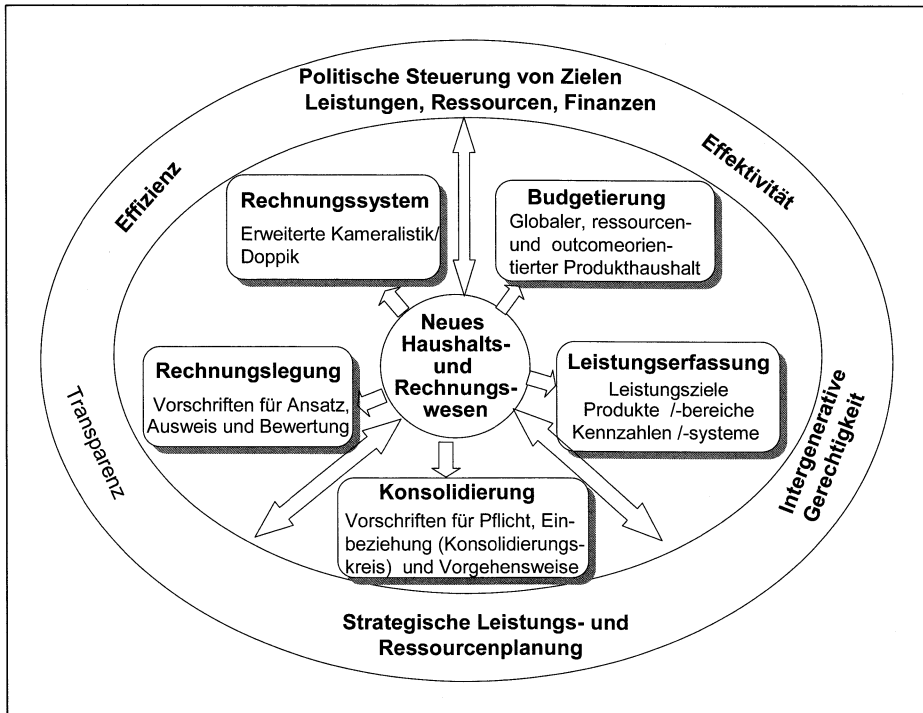 Politische Steuerung von Zielen
Leistungen, Ressourcen, Finanzen
Effizienz
Effektivität
Rechnungssystem
Erweiterte Kameralistik/
Doppik
Budgetierung
Globaler, ressourcen-
und outcomeorien-
tierter Produkthaushalt
Neues
Haushalts-
und
Rechnungs-
wesen
Rechnungslegung
Vorschriften für Ansatz,
Ausweis und Bewertung
Leistungserfassung
Leistungsziele
Produkte /-bereiche
Kennzahlen /-systeme
Transparenz
Intergenerative
Gerechtigkeit
Konsolidierung
Vorschriften für Pflicht, Ein-
beziehung (Konsolidierungs-
kreis) und Vorgehensweise
Strategische Leistungs- und
Ressourcenplanung